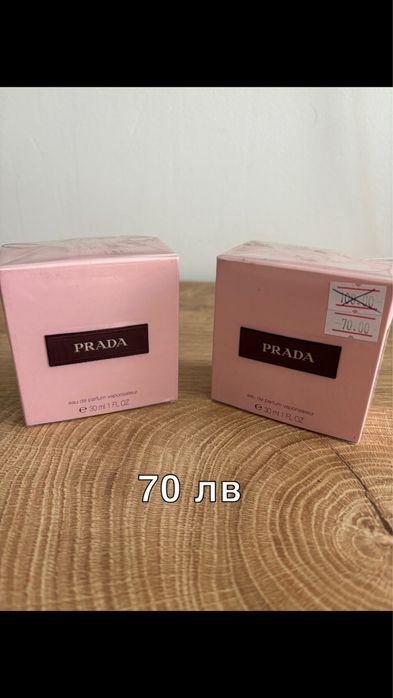 PRADA
eau de parfum vaporisateur
℮ 30 ml 1 FL OZ
100.00
70.00
PRADA
eau de parfum vaporisateur
℮ 30 ml 1 FL OZ
70 лв